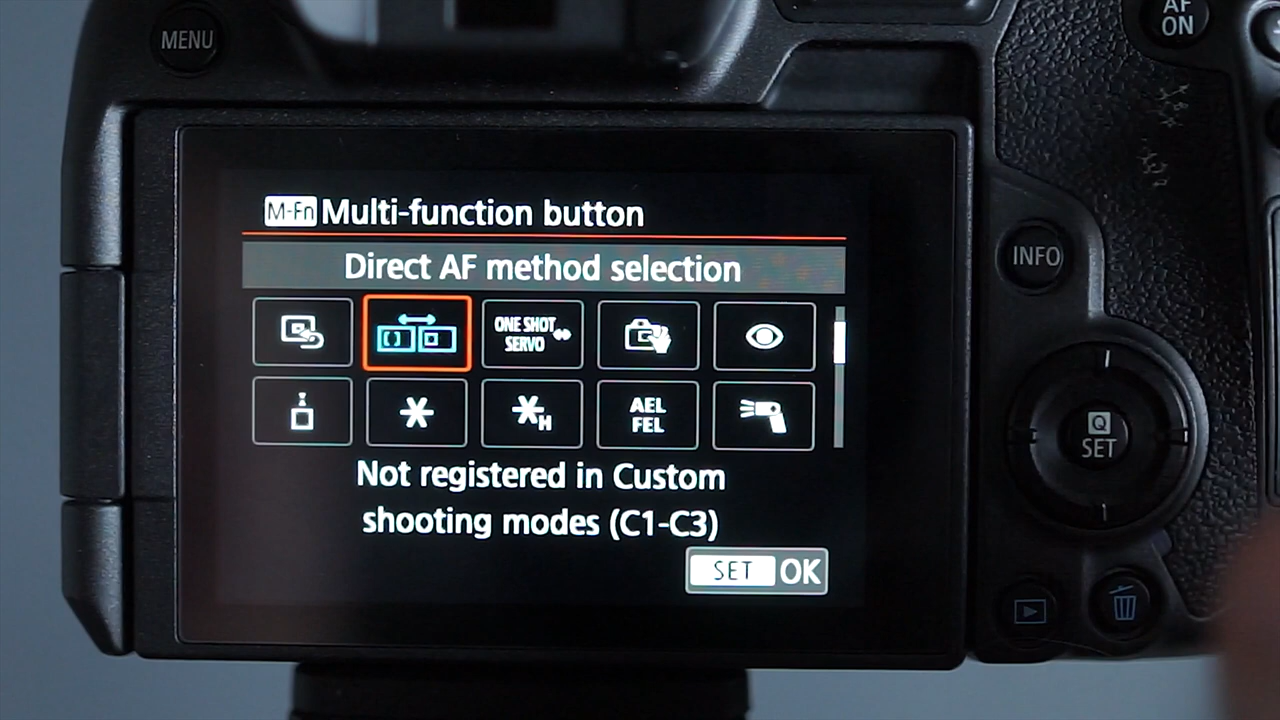 MENU
AF
ON
M-Fn Multi-function button
Direct AF method selection
ONE SHOT
SERVO
H
AEL
FEL
INFO
Q
SET
Not registered in Custom
shooting modes (C1-C3)
SET OK